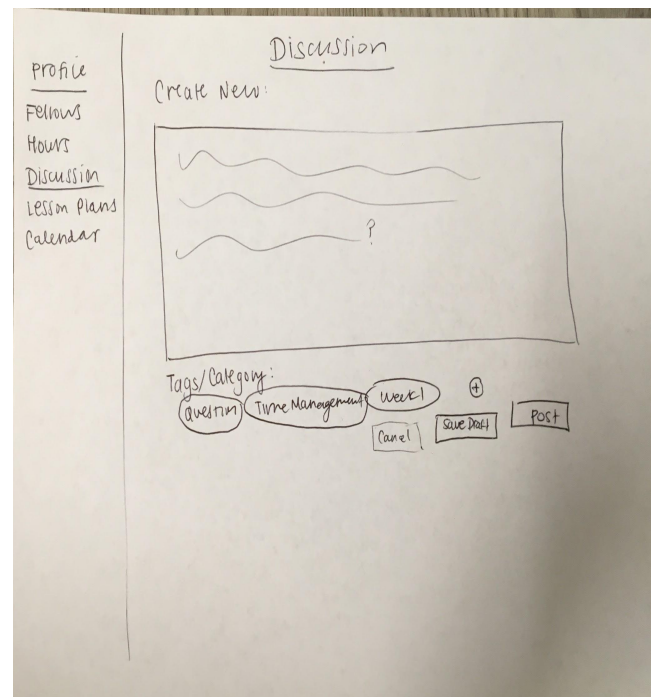 Discussion
Profile
Fellows
Hours
Discussion
Lesson Plans
Calendar
Create New:
?
Tags/Category:
Question Time Management Week 1 +
Cancel Save Draft Post